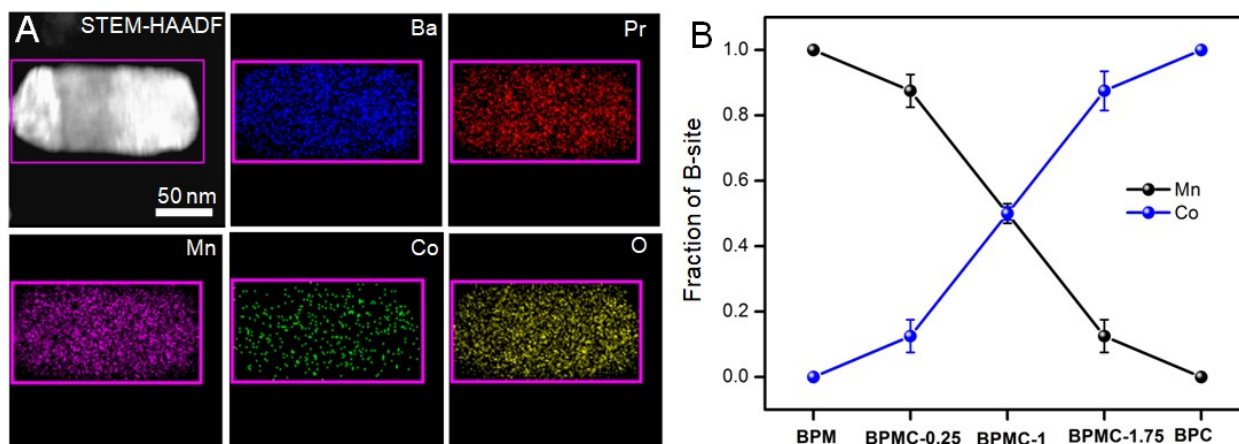 A
STEM-HAADF
Ba
Pr
50 nm
Mn
Co
O
B
Fraction of B-site
1.0
0.8
0.6
0.4
0.2
0.0
Mn
Co
BPM
BPMC-0.25
BPMC-1
BPMC-1.75
BPC